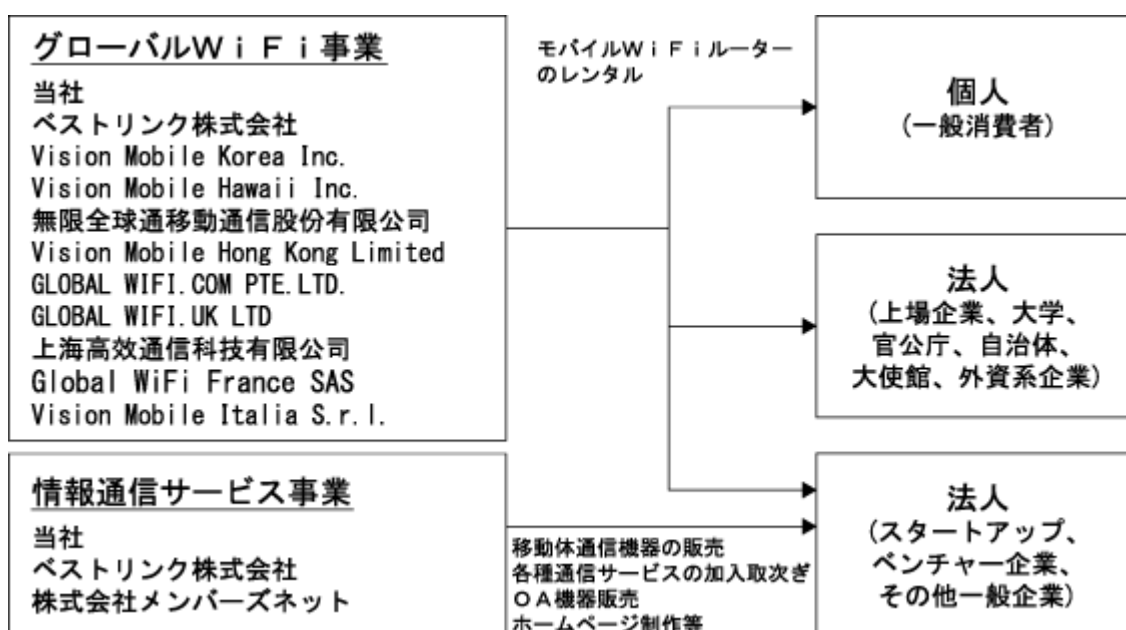 グローバルＷｉＦｉ事業
当社
ベストリンク株式会社
Vision Mobile Korea Inc.
Vision Mobile Hawaii Inc.
無限全球通移動通信股份有限公司
Vision Mobile Hong Kong Limited
GLOBAL WIFI.COM PTE.LTD.
GLOBAL WIFI.UK LTD
上海高效通信科技有限公司
Global WiFi France SAS
Vision Mobile Italia S.r.l.
モバイルＷｉＦｉルーター
のレンタル
個人
(一般消費者)
法人
(上場企業、大学、
官公庁、自治体、
大使館、外資系企業)
情報通信サービス事業
当社
ベストリンク株式会社
株式会社メンバーズネット
移動体通信機器の販売
各種通信サービスの加入取次ぎ
ＯＡ機器販売
ホームページ制作等
法人
(スタートアップ、
ベンチャー企業、
その他一般企業)